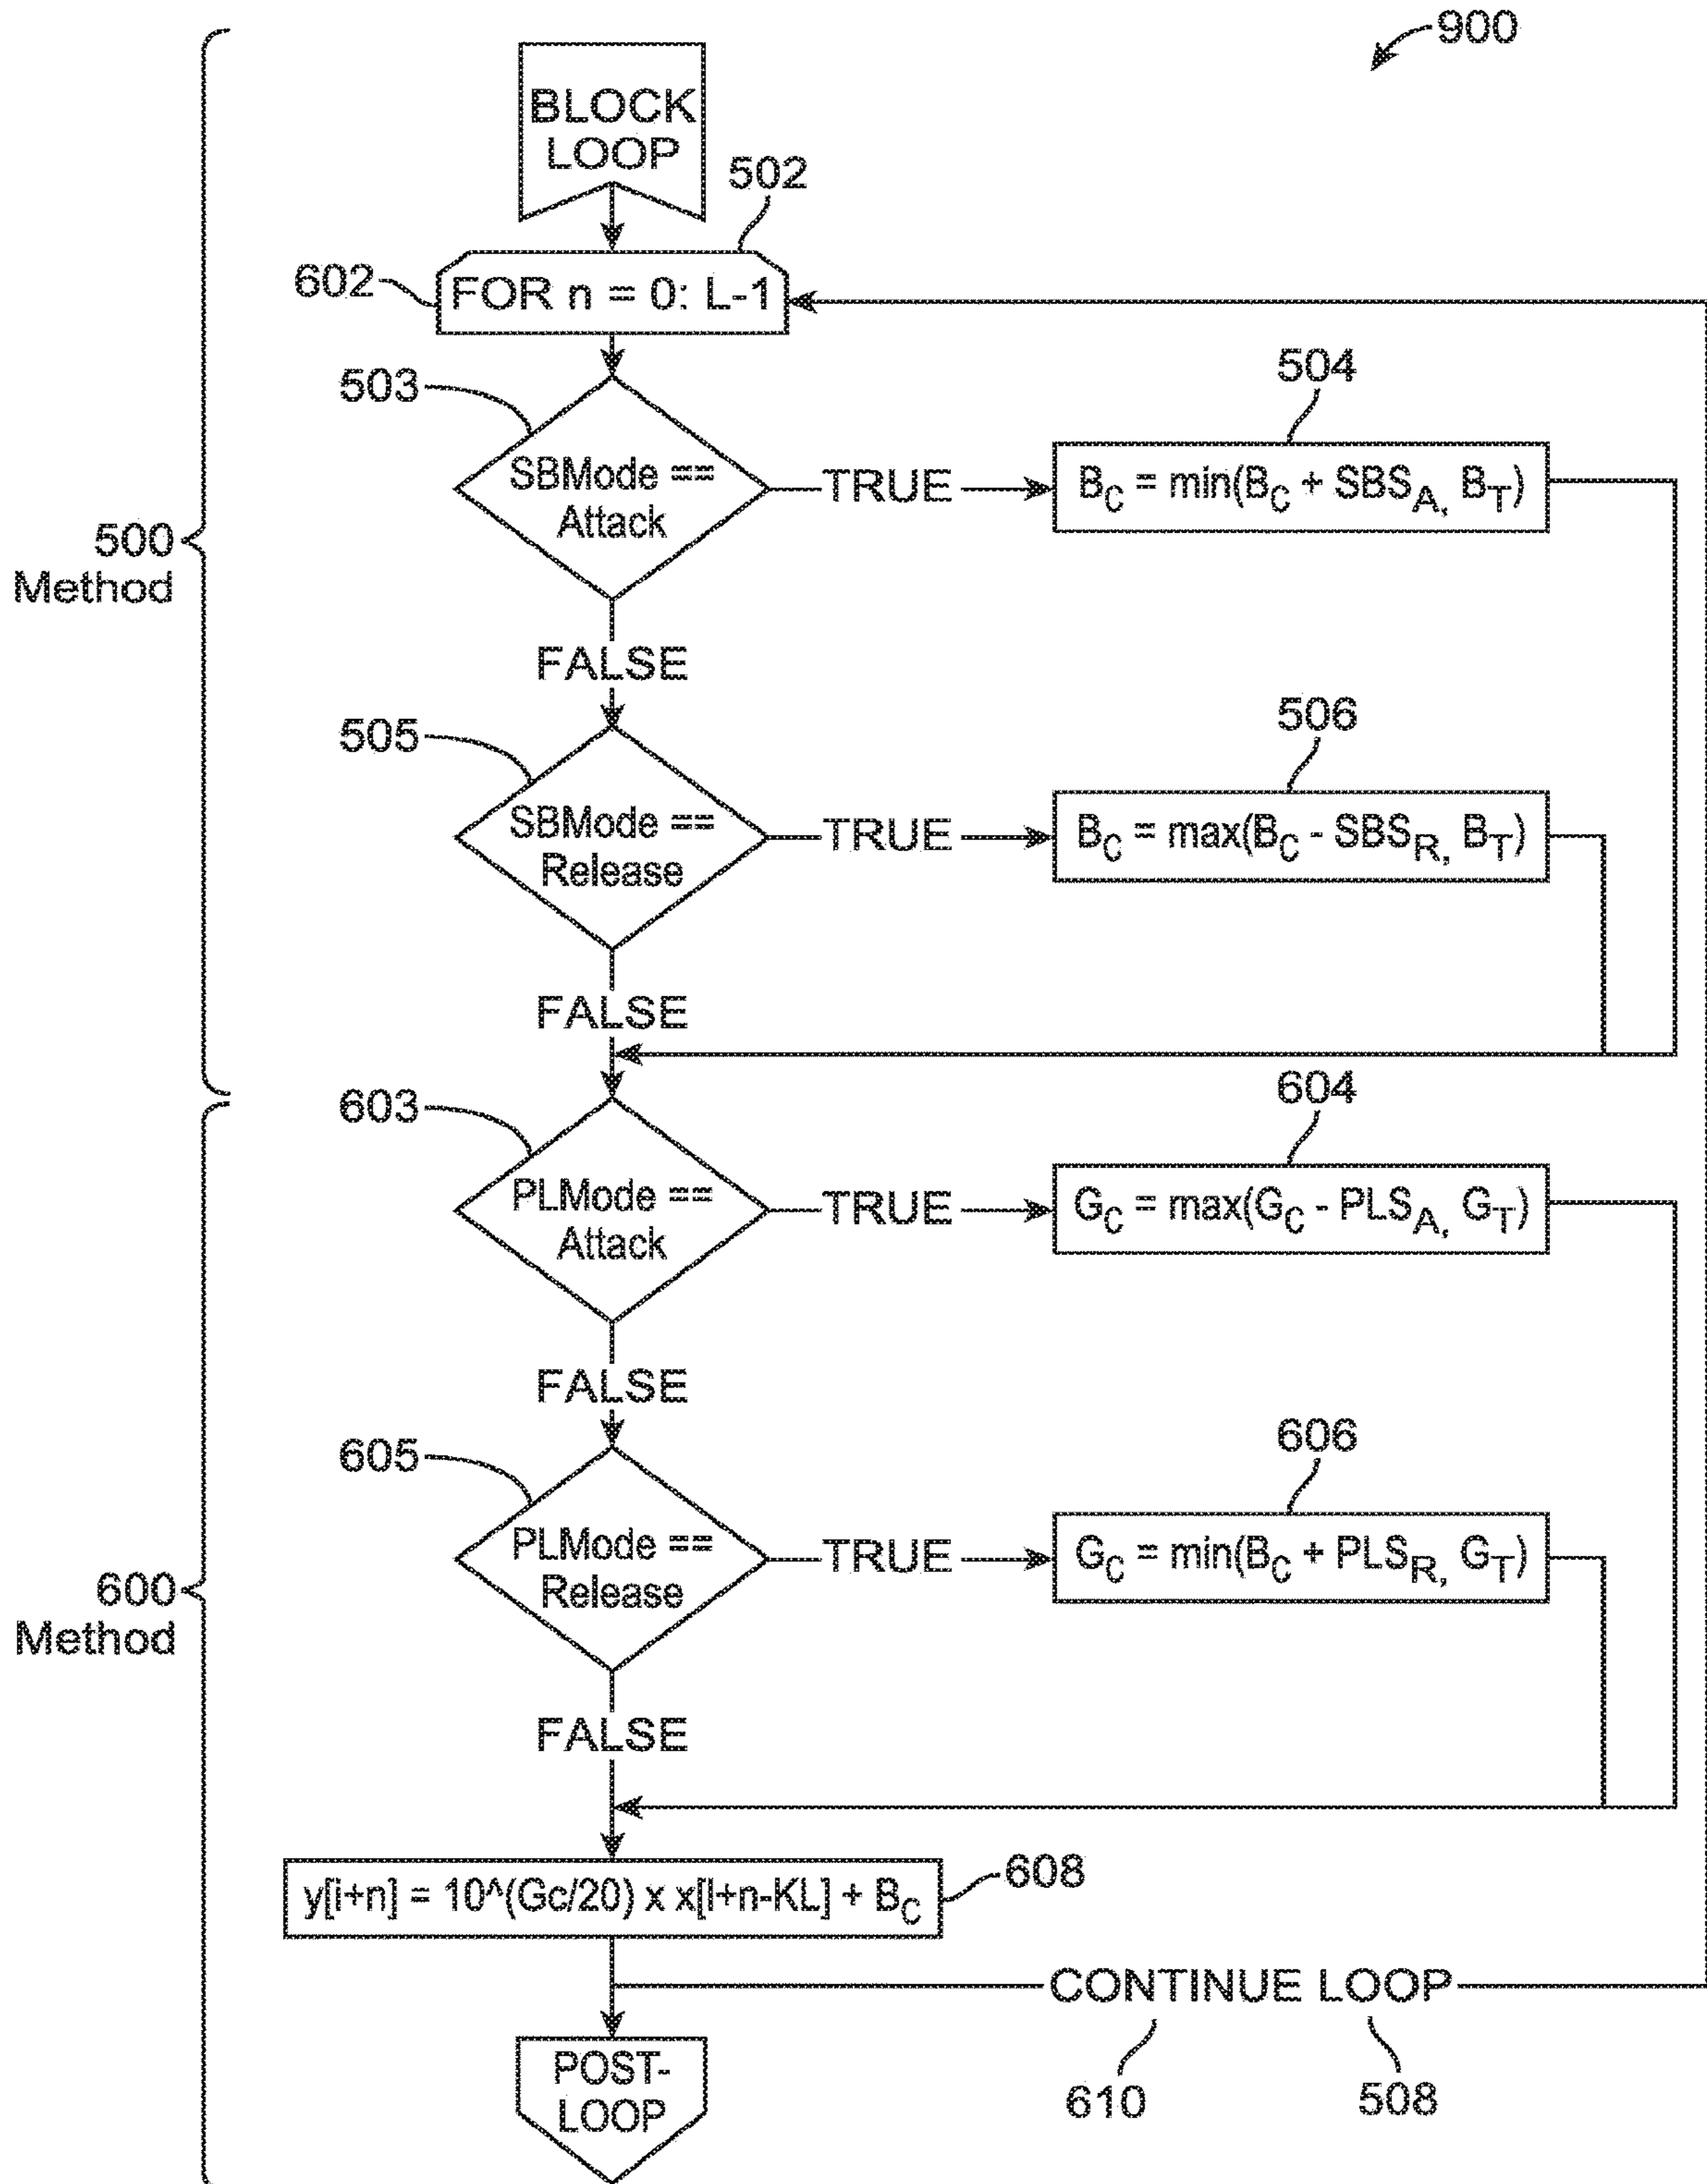 900
BLOCK
LOOP
502
602
FOR n = 0: L-1
503
SBMode ==
Attack
TRUE
504
B_C = min(B_C + SBS_A, B_T)
500
Method
FALSE
505
SBMode ==
Release
TRUE
506
B_C = max(B_C - SBS_R, B_T)
FALSE
603
PLMode ==
Attack
TRUE
604
G_C = max(G_C - PLS_A, G_T)
FALSE
605
PLMode ==
Release
TRUE
606
G_C = min(B_C + PLS_R, G_T)
600
Method
FALSE
y[i+n] = 10^(Gc/20) x x[i+n-KL] + B_C
608
CONTINUE LOOP
610
508
POST-
LOOP